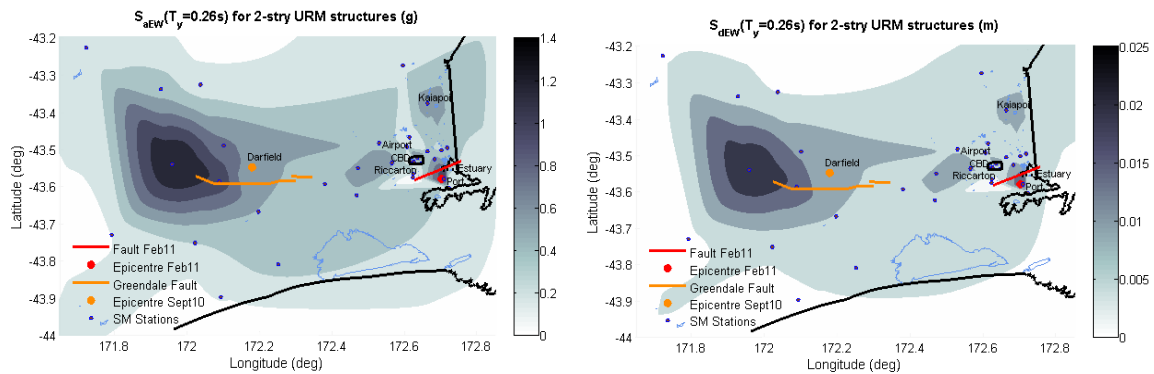 S_aEW(T_y=0.26s) for 2-stry URM structures (g)
-43.2
-43.3
-43.4
-43.5
-43.6
-43.7
-43.8
-43.9
-44
Latitude (deg)
Kaiapoi
Airport
Darfield
CBD
Estuary
Riccarton
Port
Fault Feb11
Epicentre Feb11
Greendale Fault
Epicentre Sept10
SM Stations
171.8 172 172.2 172.4 172.6 172.8
Longitude (deg)
1.4
1.2
1
0.8
0.6
0.4
0.2
0
S_dEW(T_y=0.26s) for 2-stry URM structures (m)
-43.2
-43.3
-43.4
-43.5
-43.6
-43.7
-43.8
-43.9
-44
Latitude (deg)
Kaiapoi
Airport
Darfield
CBD
Estuary
Riccarton
Port
Fault Feb11
Epicentre Feb11
Greendale Fault
Epicentre Sept10
SM Stations
171.8 172 172.2 172.4 172.6 172.8
Longitude (deg)
0.025
0.02
0.015
0.01
0.005
0